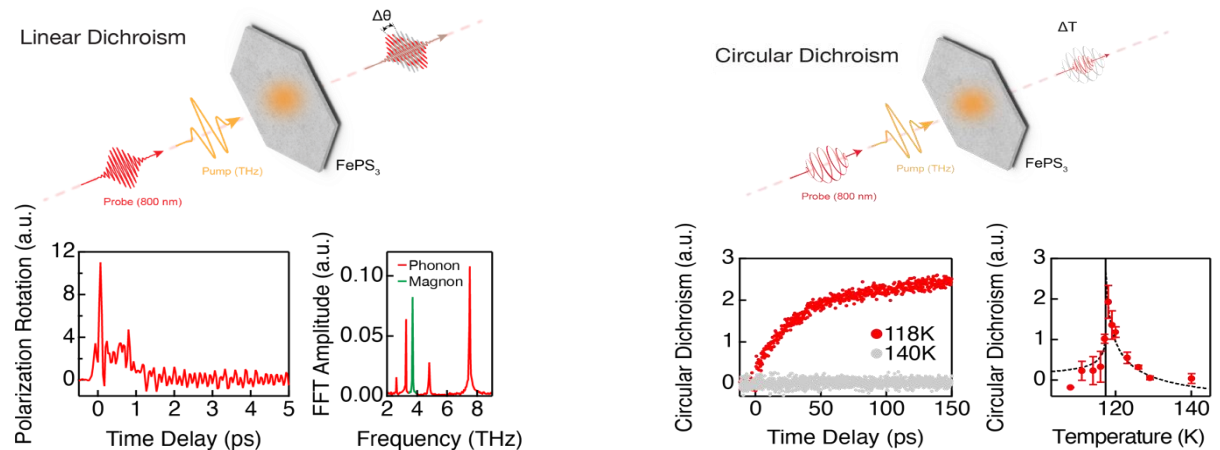 Linear Dichroism
Δθ
FePS3
Pump (THz)
Probe (800 nm)
Circular Dichroism
ΔT
FePS3
Pump (THz)
Probe (800 nm)
Polarization Rotation (a.u.)
12
8
4
0
0 1 2 3 4 5
Time Delay (ps)
FFT Amplitude (a.u.)
0.10
0.05
0.00
Phonon
Magnon
2 4 6 8
Frequency (THz)
Circular Dichroism (a.u.)
3
2
1
0
118K
140K
0 50 100 150
Time Delay (ps)
Circular Dichroism (a.u.)
3
2
1
0
123 140
Temperature (K)